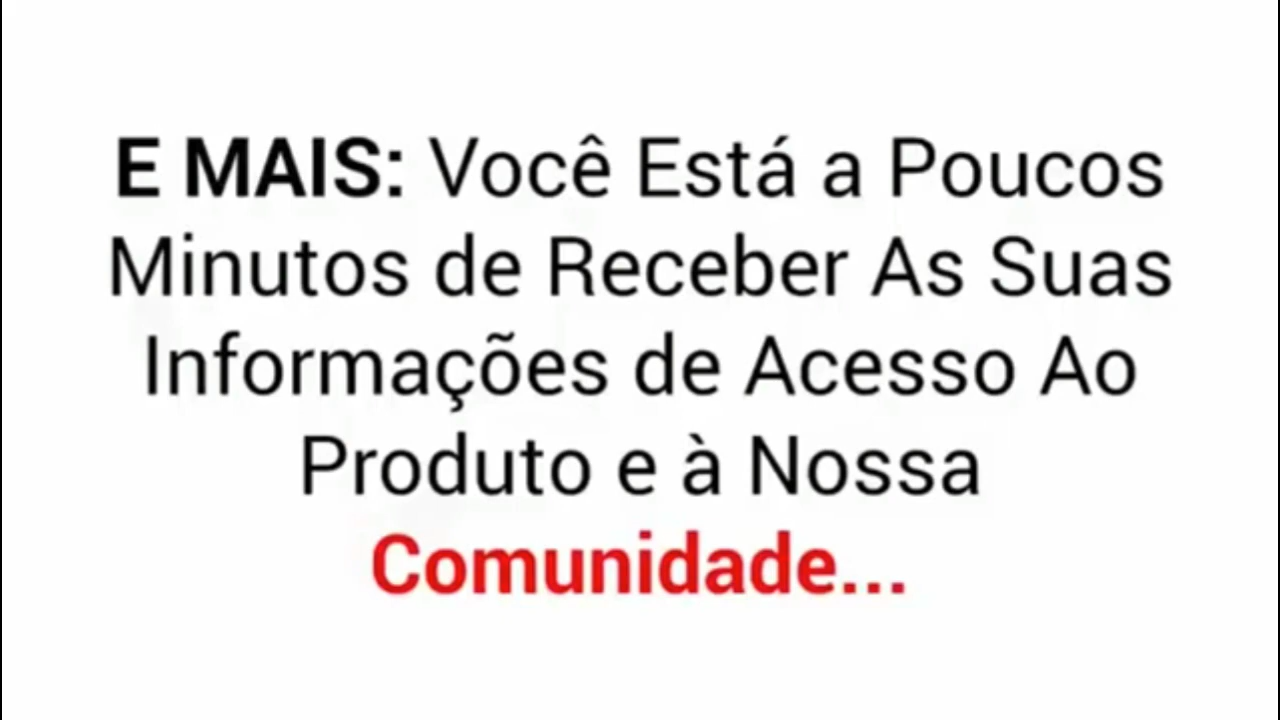 E MAIS: Você Está a Poucos
Minutos de Receber As Suas
Informações de Acesso Ao
Produto e à Nossa
Comunidade...